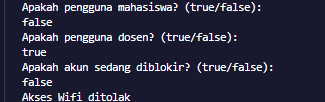 Apakah pengguna mahasiswa? (true/false):
false
Apakah pengguna dosen? (true/false):
true
Apakah akun sedang diblokir? (true/false):
false
Akses Wifi ditolak